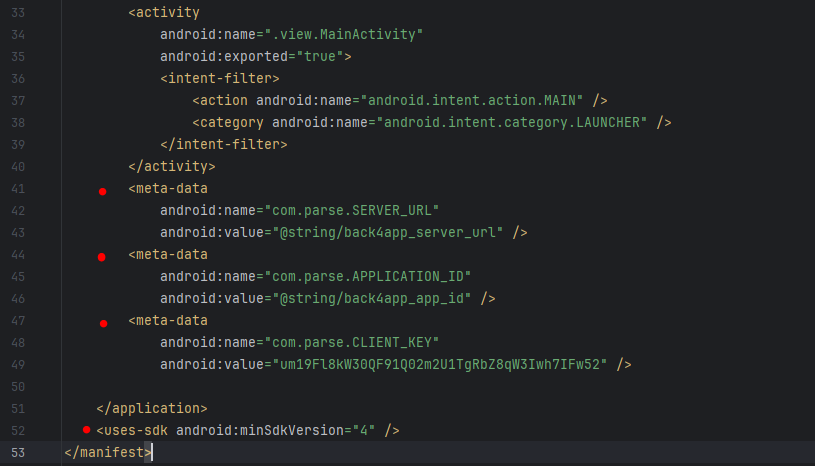 33 <activity
34 android:name=".view.MainActivity"
35 android:exported="true">
36 <intent-filter>
37 <action android:name="android.intent.action.MAIN" />
38 <category android:name="android.intent.category.LAUNCHER" />
39 </intent-filter>
40 </activity>
41 <meta-data
42 android:name="com.parse.SERVER_URL"
43 android:value="@string/back4app_server_url" />
44 <meta-data
45 android:name="com.parse.APPLICATION_ID"
46 android:value="@string/back4app_app_id" />
47 <meta-data
48 android:name="com.parse.CLIENT_KEY"
49 android:value="um19Fl8kW30QF91Q02m2U1TgRbZ8qW3Iwh7IFw52" />
50
51 </application>
52 <uses-sdk android:minSdkVersion="4" />
53 </manifest>